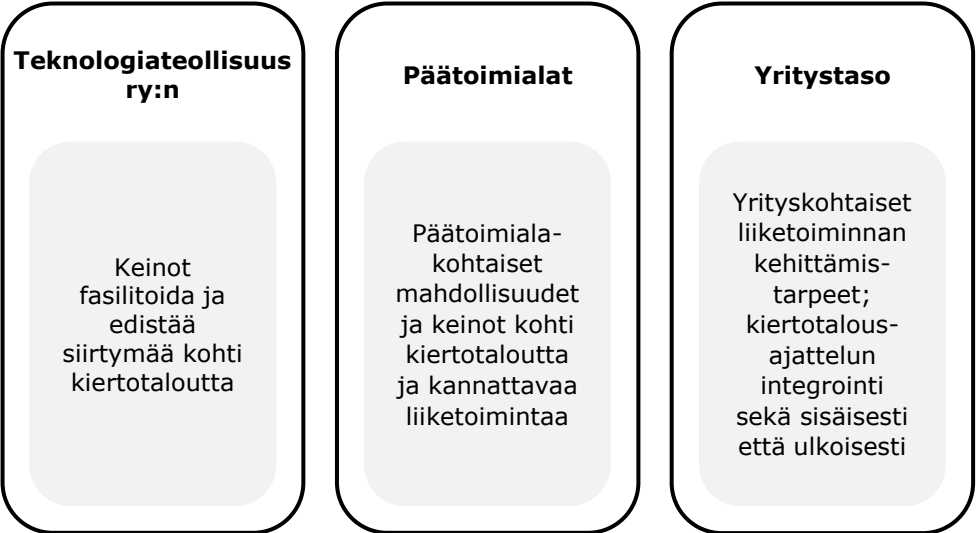 Teknologiateollisuus
ry:n
Keinot
fasilitoida ja
edistää
siirtymää kohti
kiertotaloutta
Päätoimialat
Päätoimiala-
kohtaiset
mahdollisuudet
ja keinot kohti
kiertotaloutta
ja kannattavaa
liiketoimintaa
Yritystaso
Yrityskohtaiset
liiketoiminnan
kehittämis-
tarpeet;
kiertotalous-
ajattelun
integrointi
sekä sisäisesti
että ulkoisesti